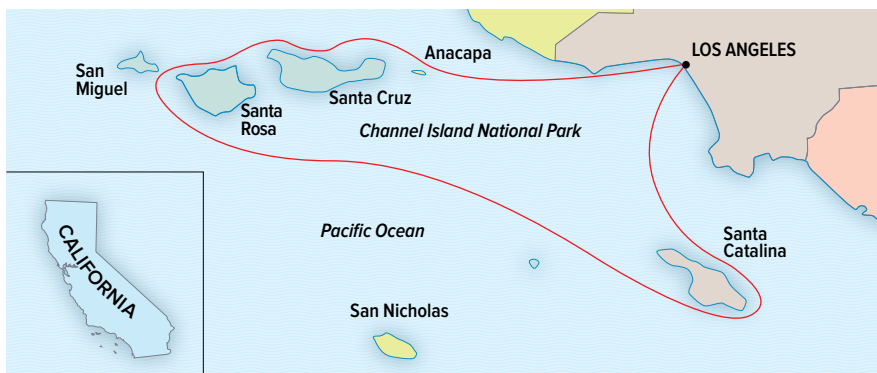 Anacapa
LOS ANGELES
San
Miguel
Santa Cruz
Santa
Rosa
Channel Island National Park
Santa
Catalina
Pacific Ocean
CALIFORNIA
San Nicholas